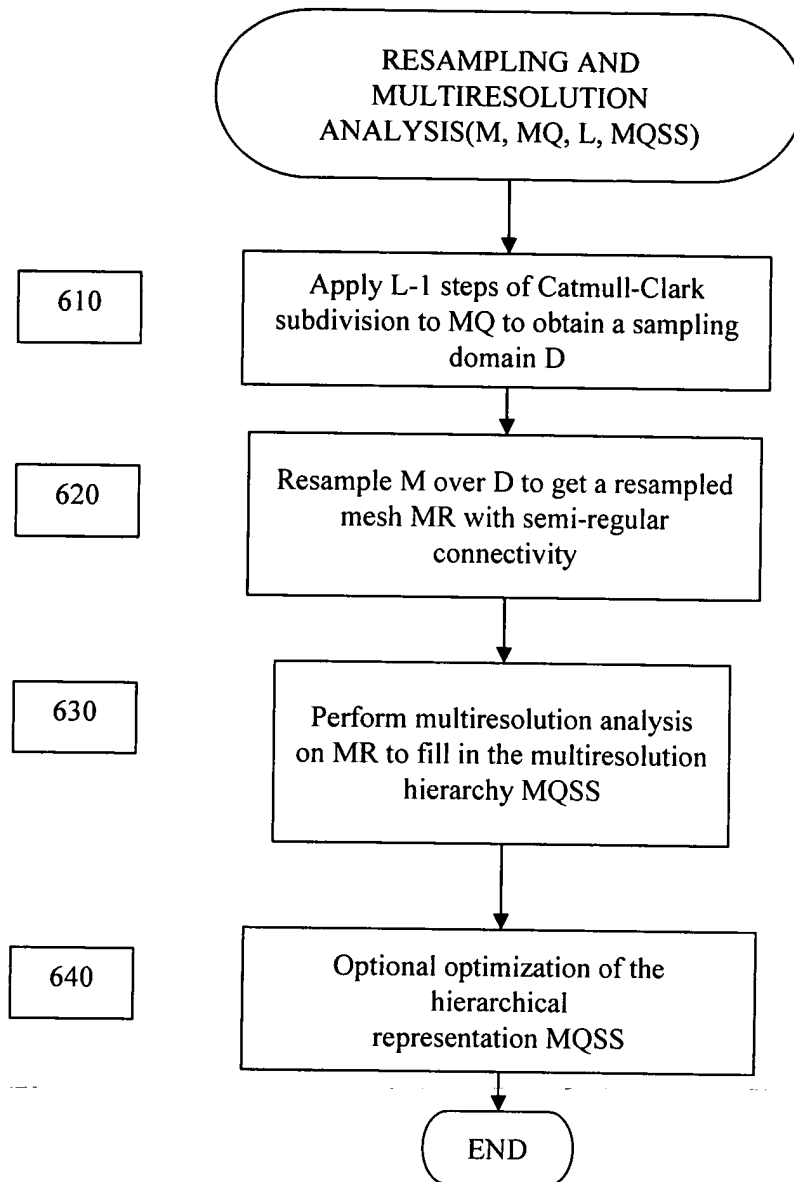 RESAMPLING AND
MULTIRESOLUTION
ANALYSIS(M, MQ, L, MQSS)
610
Apply L-1 steps of Catmull-Clark
subdivision to MQ to obtain a sampling
domain D
620
Resample M over D to get a resampled
mesh MR with semi-regular
connectivity
630
Perform multiresolution analysis
on MR to fill in the multiresolution
hierarchy MQSS
640
Optional optimization of the
hierarchical
representation MQSS
END